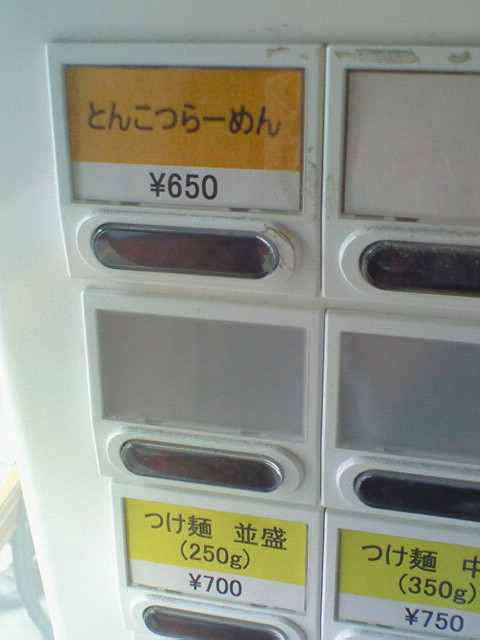 とんこつらーめん
¥650
つけ麺 並盛
(250g)
¥700
つけ麺 中
(350g)
¥750